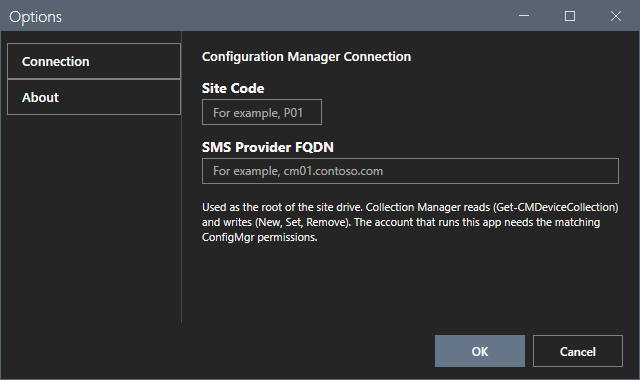 Options
Connection
About
Configuration Manager Connection
Site Code
For example, P01
SMS Provider FQDN
For example, cm01.contoso.com
Used as the root of the site drive. Collection Manager reads (Get-CMDeviceCollection)
and writes (New, Set, Remove). The account that runs this app needs the matching
ConfigMgr permissions.
OK
Cancel